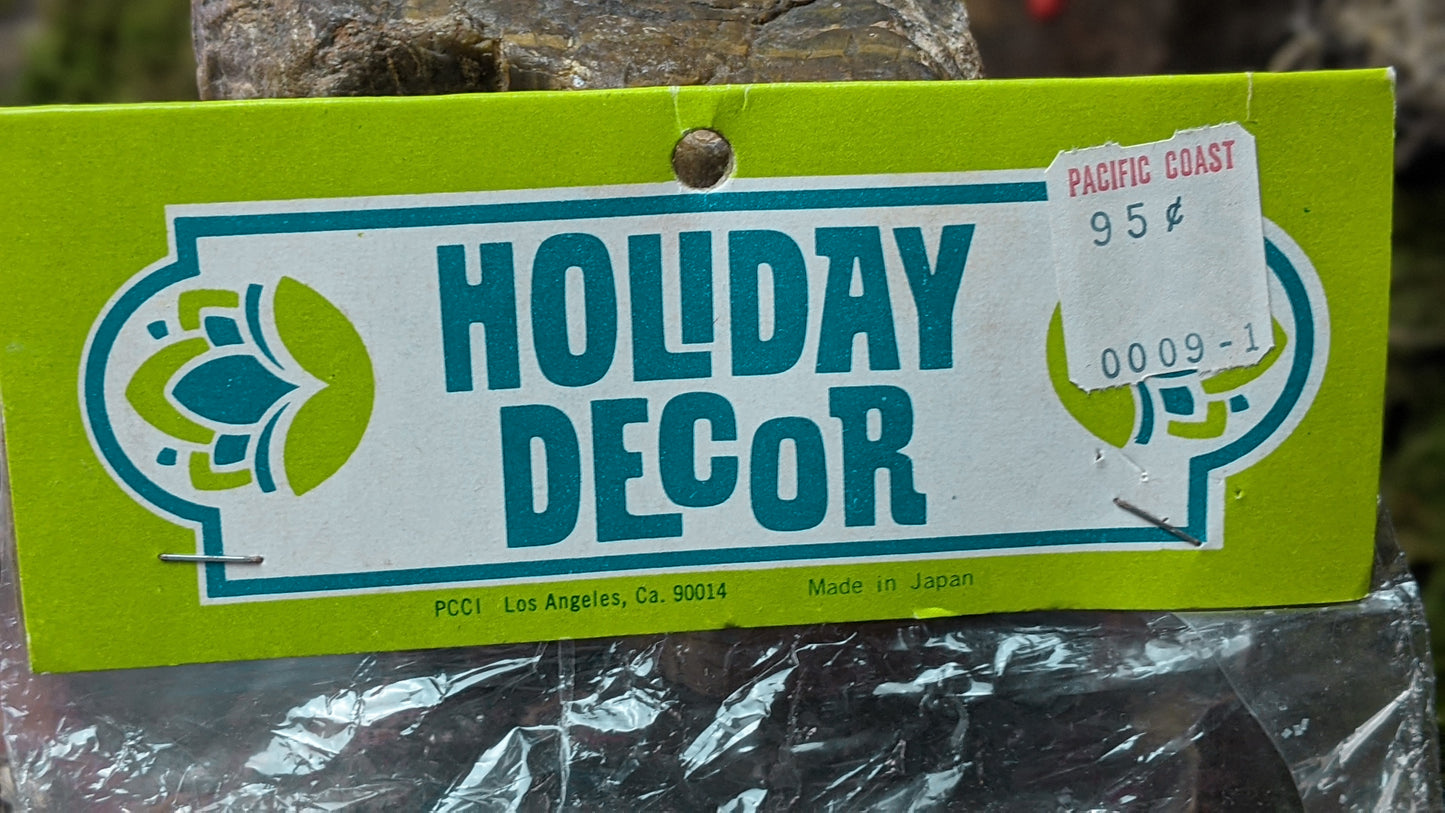 HOLIDAY
DECOR
PACIFIC COAST
95¢
0009-1
PCCI Los Angeles, Ca. 90014 Made in Japan